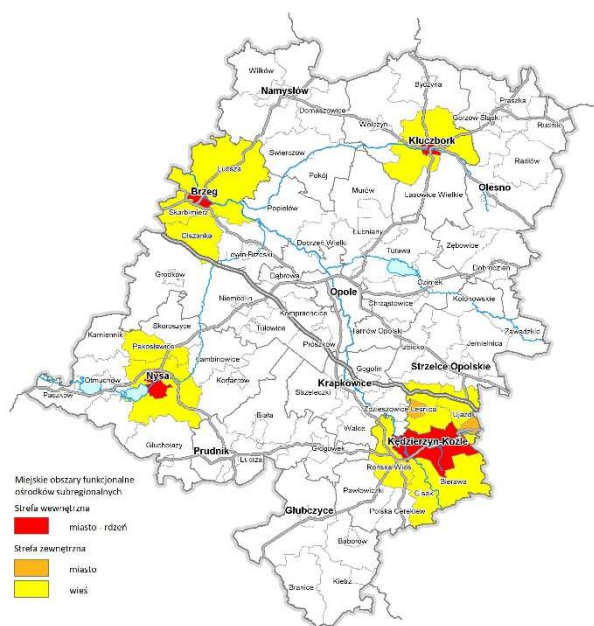 Wilków
Namysłów
Domaszowice
Wołczyn
Byczyna
Praszka
Gorzów Śląski
Rudniki
Kluczbork
Radłów
Lubsza
Świerczów
Pokój
Murów
Lasowice Wielkie
Olesno
Brzeg
Skarbimierz
Popielów
Olszanka
Dobrzeń Wielki
Łubniany
Zębowice
Lewin Brzeski
Turawa
Dobrodzień
Grodków
Dąbrowa
Opole
Ozimek
Kolonowskie
Niemodlin
Chrząstowice
Kamiennik
Skoroszyce
Komprachcice
Tarnów Opolski
Zawadzkie
Tułowice
Prószków
Izbicko
Jemielnica
Pakosławice
Łambinowice
Gogolin
Strzelce Opolskie
Otmuchów
Nysa
Korfantów
Krapkowice
Paczków
Strzeleczki
Zdzieszowice
Leśnica
Ujazd
Biała
Walce
Kędzierzyn-Koźle
Głuchołazy
Prudnik
Lubrza
Głogówek
Reńska Wieś
Bierawa
Pawłowiczki
Cisek
Głubczyce
Polska Cerekiew
Baborów
Branice
Kietrz
Miejskie obszary funkcjonalne
ośrodków subregionalnych
Strefa wewnętrzna
miasto - rdzeń
Strefa zewnętrzna
miasto
wieś